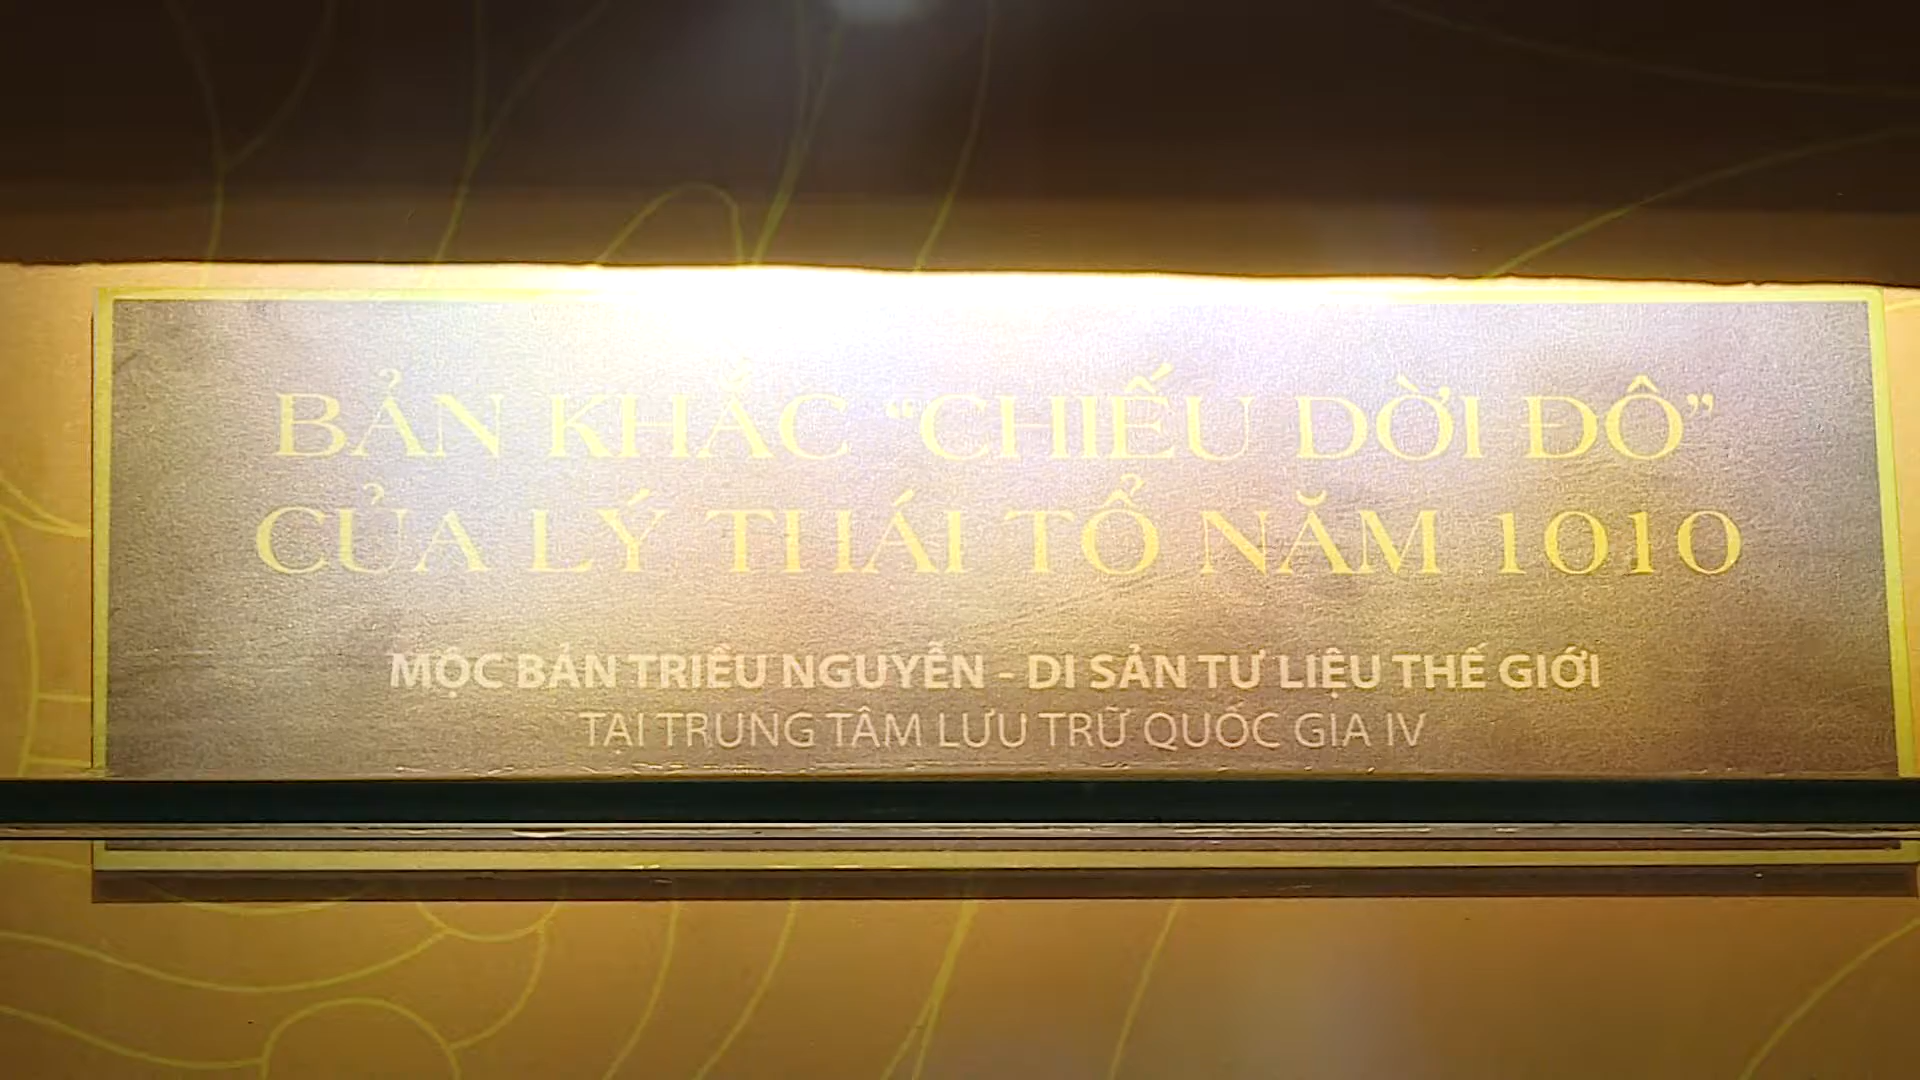 BẢN KHẮC “CHIẾU DỜI ĐÔ”
CỦA LÝ THÁI TỔ NĂM 1010
MỘC BẢN TRIỀU NGUYỄN - DI SẢN TƯ LIỆU THẾ GIỚI
TẠI TRUNG TÂM LƯU TRỮ QUỐC GIA IV